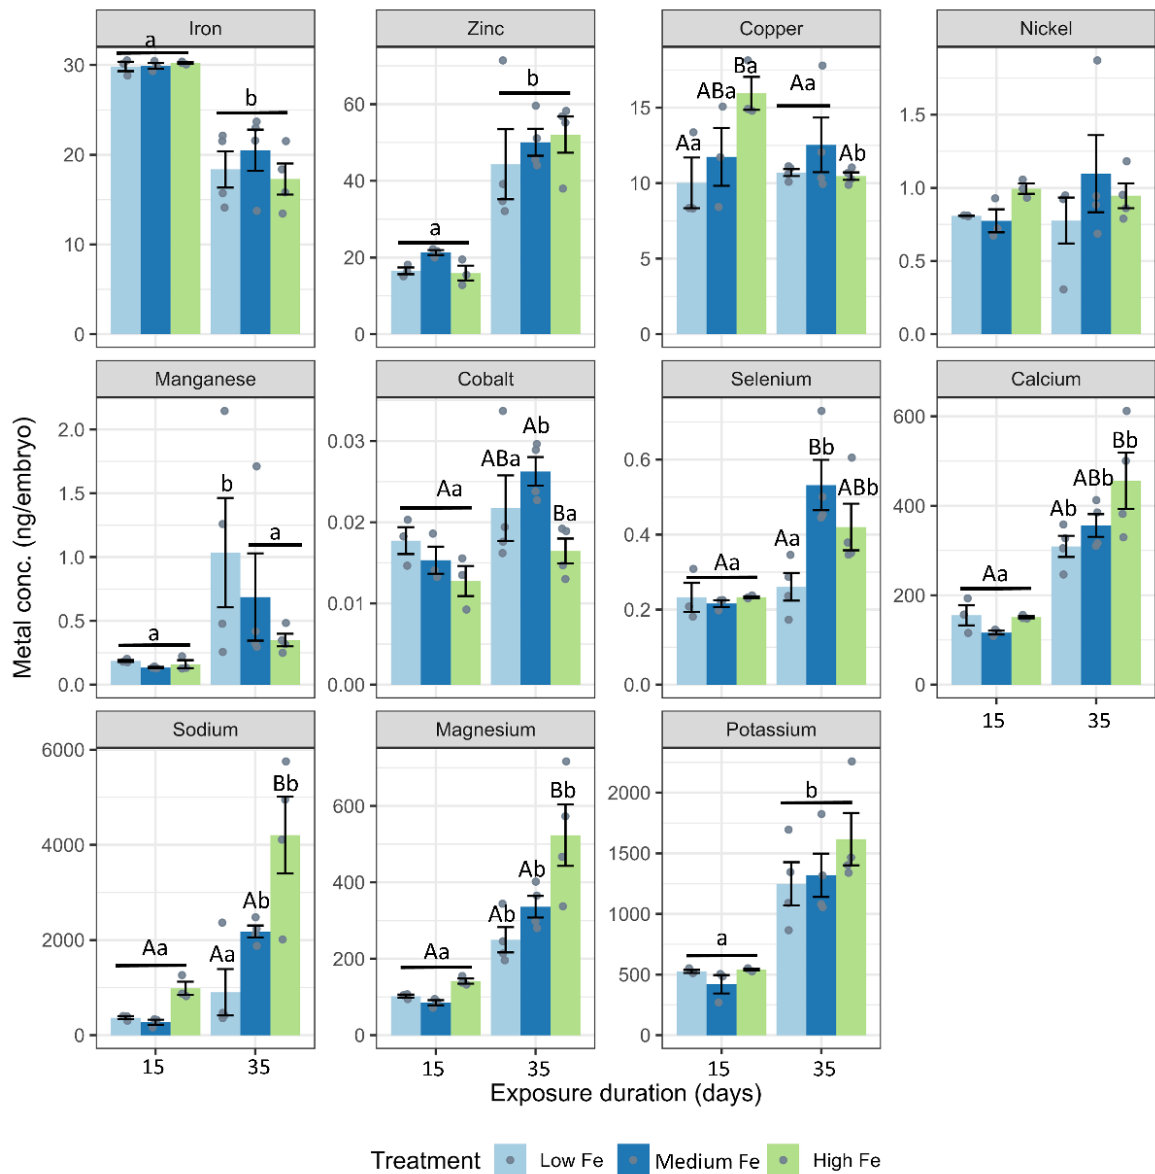 Iron
Zinc
Copper
Nickel
30
20
10
0
a
b
60
40
20
0
a
b
15
10
5
0
Aa
ABa
Ba
Aa
Ab
1.5
1.0
0.5
0.0
Manganese
Cobalt
Selenium
Calcium
Metal conc. (ng/embryo)
2.0
1.5
1.0
0.5
0.0
a
b
a
0.03
0.02
0.01
0.00
Aa
ABa
Ab
Ba
0.6
0.4
0.2
0.0
Aa
Aa
Bb
ABb
600
400
200
0
Aa
Ab
ABb
Bb
15 35
Sodium
Magnesium
Potassium
6000
4000
2000
0
Aa
Aa
Ab
Bb
600
400
200
0
Aa
Ab
Ab
Bb
2000
1500
1000
500
0
a
b
15 35
15 35
15 35
Exposure duration (days)
Treatment Low Fe Medium Fe High Fe